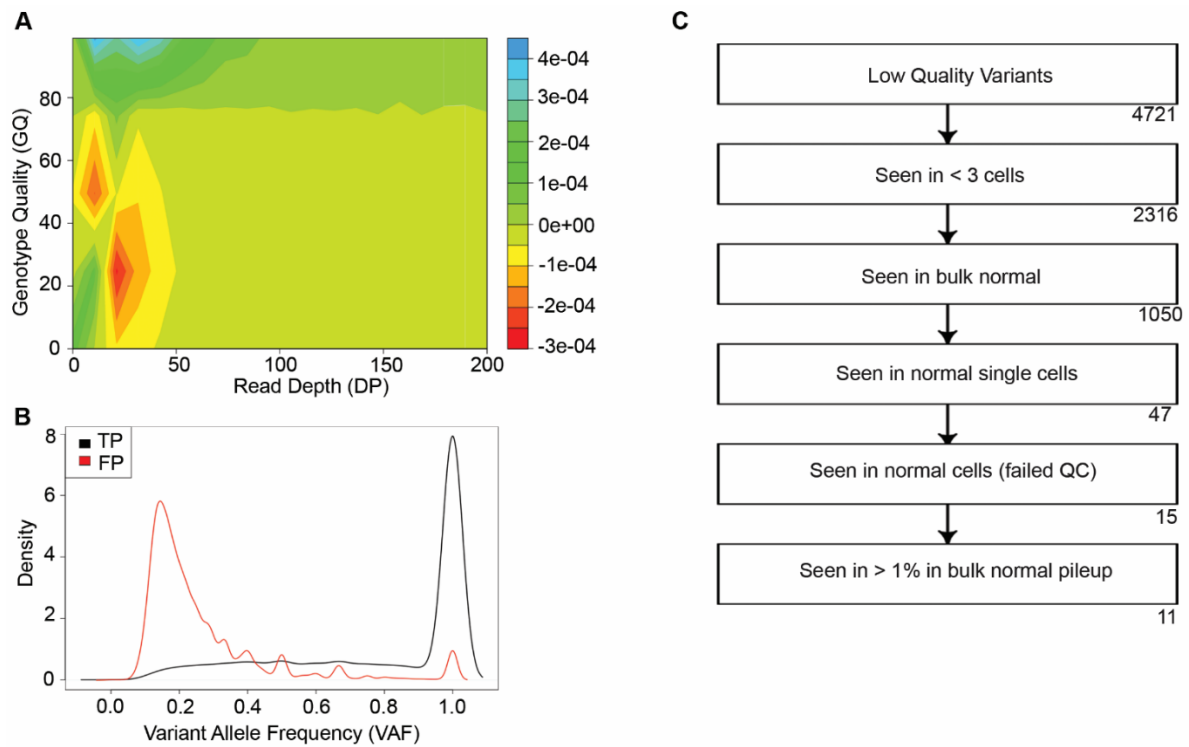 A
Genotype Quality (GQ)
80
60
40
20
0
0 50 100 150 200
Read Depth (DP)
4e-04
3e-04
2e-04
1e-04
0e+00
-1e-04
-2e-04
-3e-04
B
TP
FP
Density
8
6
4
2
0
0.0 0.2 0.4 0.6 0.8 1.0
Variant Allele Frequency (VAF)
C
Low Quality Variants
4721
Seen in < 3 cells
2316
Seen in bulk normal
1050
Seen in normal single cells
47
Seen in normal cells (failed QC)
15
Seen in > 1% in bulk normal pileup
11